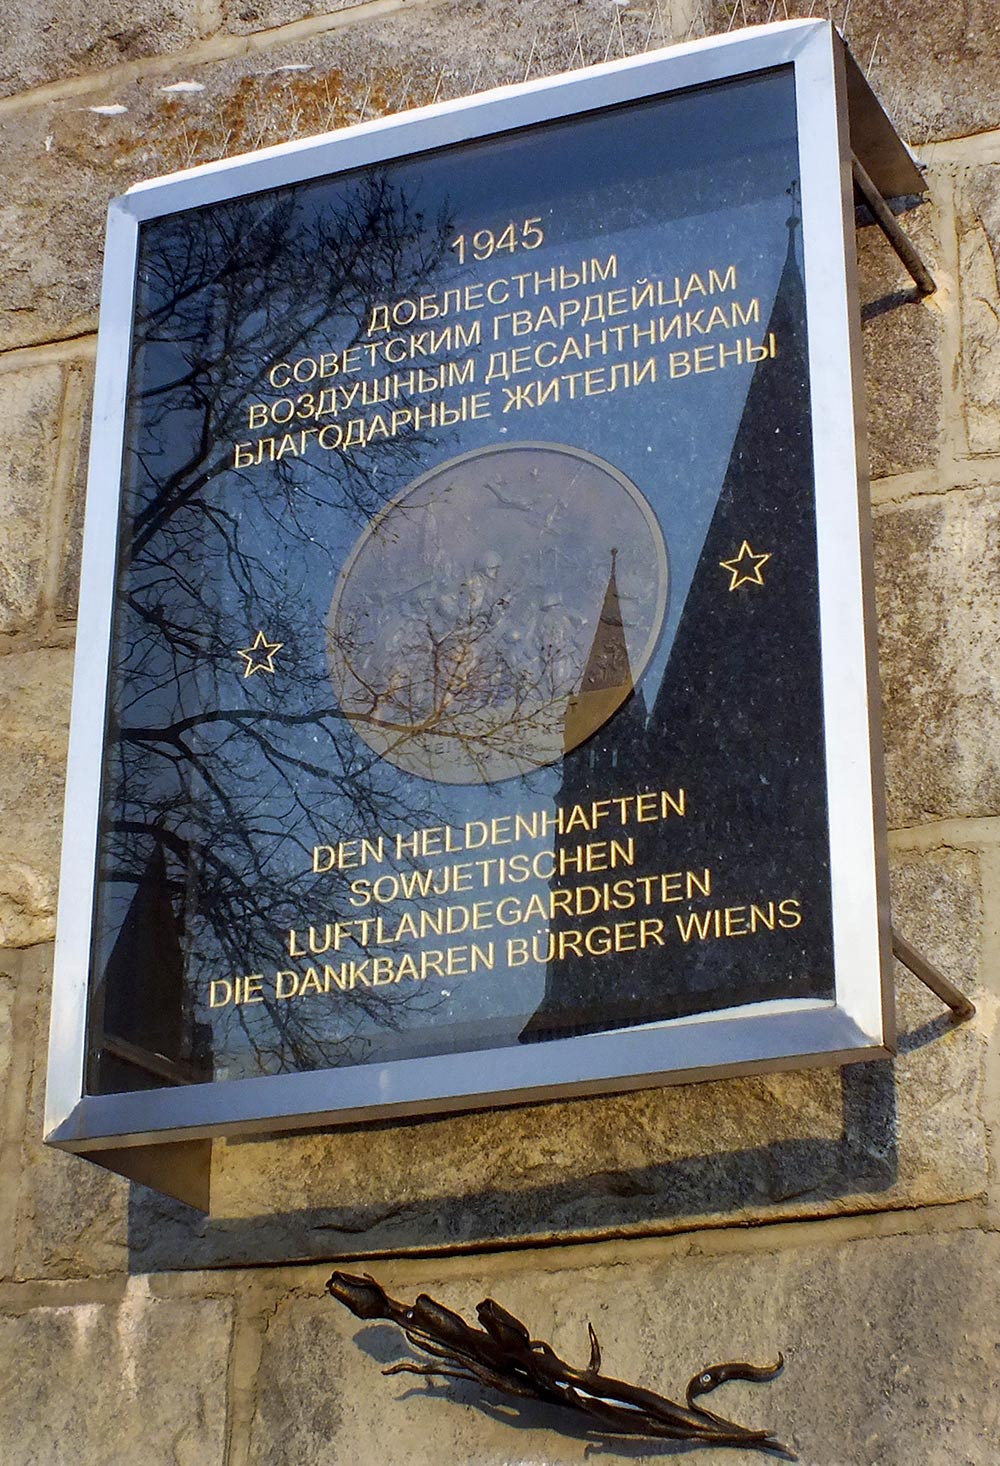 1945
ДОБЛЕСТНЫМ
СОВЕТСКИМ ГВАРДЕЙЦАМ
ВОЗДУШНЫМ ДЕСАНТНИКАМ
БЛАГОДАРНЫЕ ЖИТЕЛИ ВЕНЫ
DEN HELDENHAFTEN
SOWJETISCHEN
LUFTLANDEGARDISTEN
DIE DANKBAREN BÜRGER WIENS